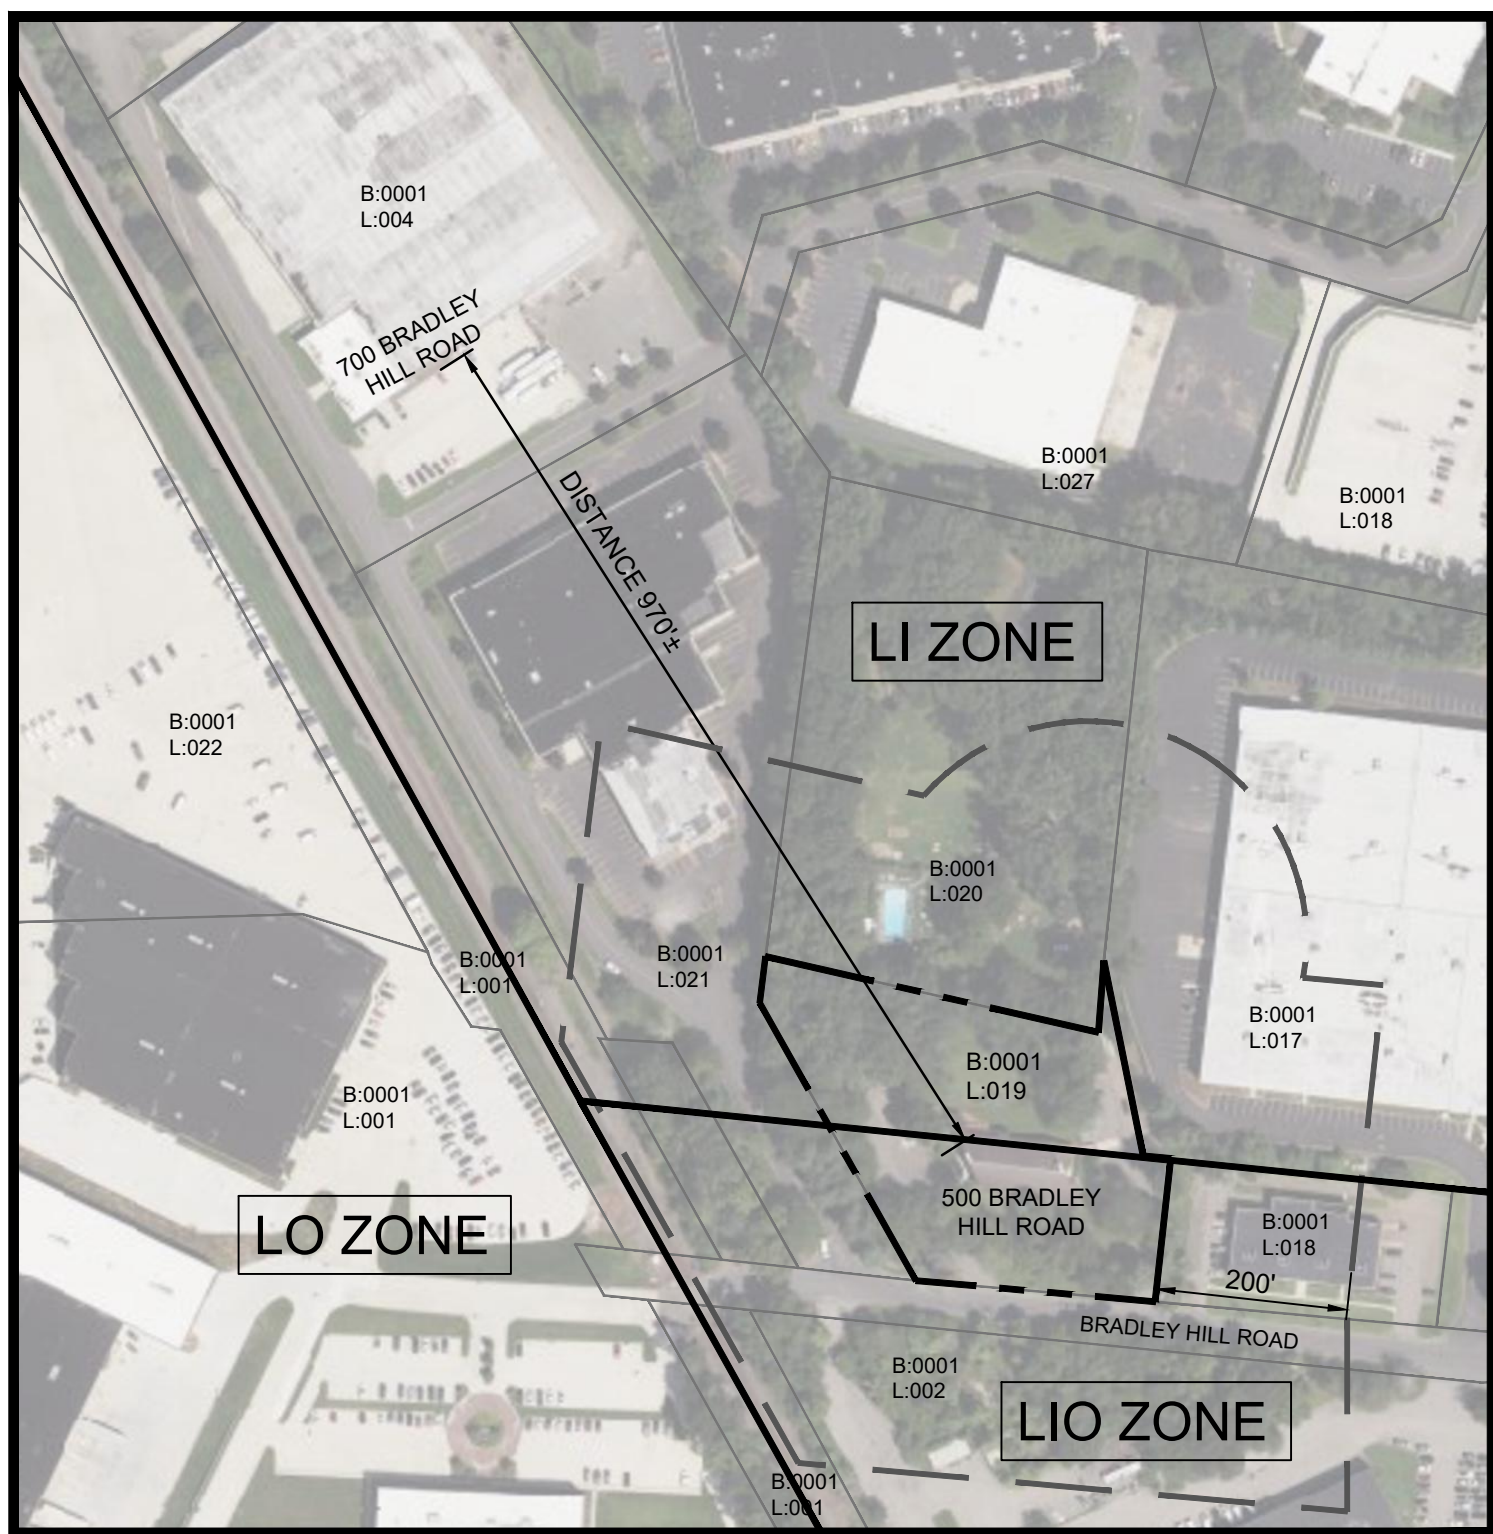 B:0001
L:004
700 BRADLEY
HILL ROAD
DISTANCE 970'±
B:0001
L:027
B:0001
L:018
LI ZONE
B:0001
L:022
B:0001
L:020
B:0001
L:001
B:0001
L:021
B:0001
L:017
B:0001
L:019
B:0001
L:001
LO ZONE
500 BRADLEY
HILL ROAD
B:0001
L:018
200'
BRADLEY HILL ROAD
B:0001
L:002
LIO ZONE
B:0001
L:001